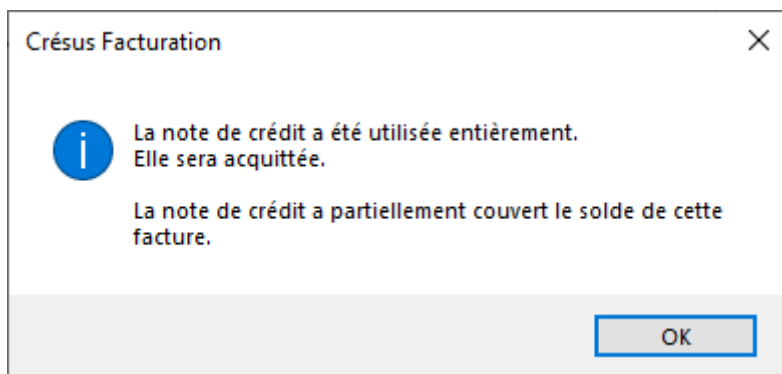 Crésus Facturation
La note de crédit a été utilisée entièrement.
Elle sera acquittée.
La note de crédit a partiellement couvert le solde de cette
facture.
OK